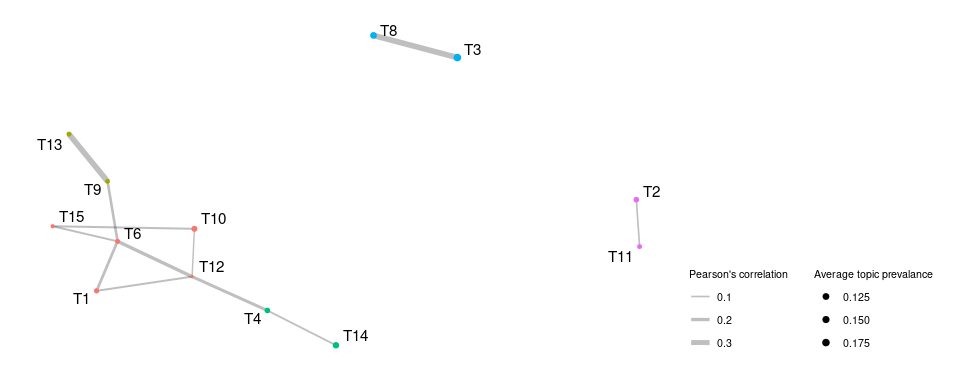 T8
T3
T13
T9
T2
T15
T10
T6
T11
T12
T1
T4
T14
Pearson's correlation
0.1
0.2
0.3
Average topic prevalance
0.125
0.150
0.175